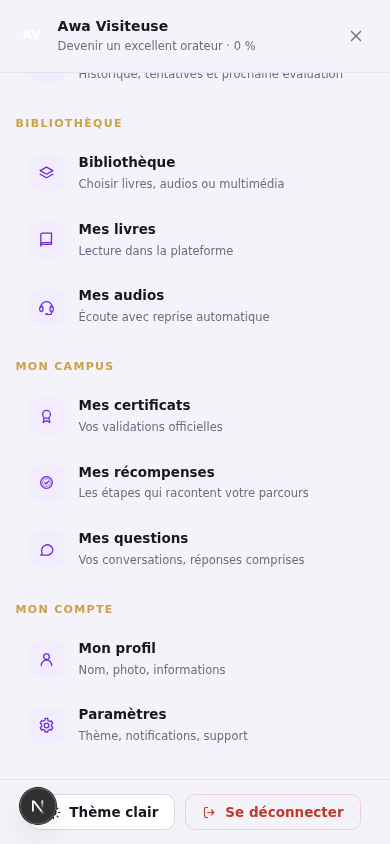 AV
Awa Visiteuse
Devenir un excellent orateur · 0 %
Historique, tentatives et prochaine évaluation
BIBLIOTHÈQUE
Bibliothèque
Choisir livres, audios ou multimédia
Mes livres
Lecture dans la plateforme
Mes audios
Écoute avec reprise automatique
MON CAMPUS
Mes certificats
Vos validations officielles
Mes récompenses
Les étapes qui racontent votre parcours
Mes questions
Vos conversations, réponses comprises
MON COMPTE
Mon profil
Nom, photo, informations
Paramètres
Thème, notifications, support
N
Thème clair
Se déconnecter